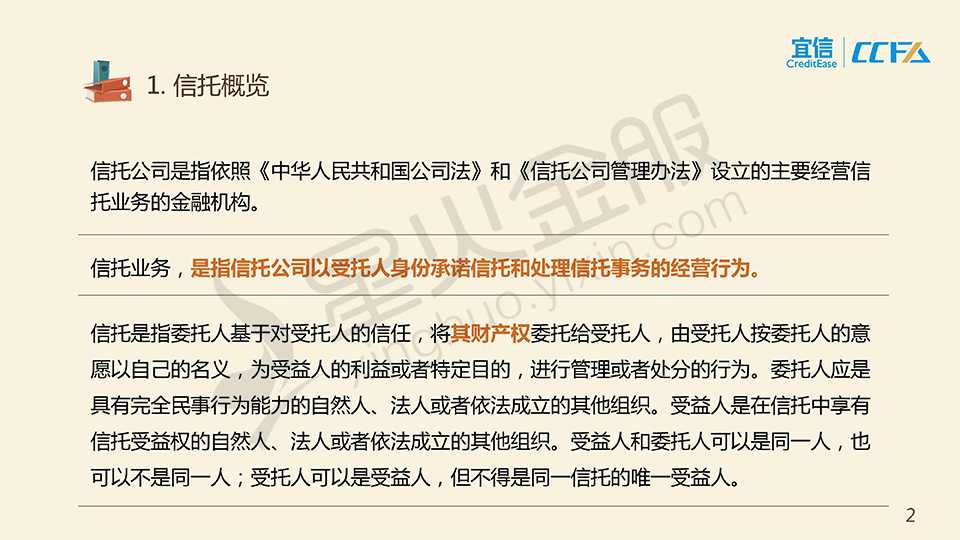 宜信
CreditEase
CCFA
1. 信托概览
信托公司是指依照《中华人民共和国公司法》和《信托公司管理办法》设立的主要经营信
托业务的金融机构。
信托业务，是指信托公司以受托人身份承诺信托和处理信托事务的经营行为。
信托是指委托人基于对受托人的信任，将其财产权委托给受托人，由受托人按委托人的意
愿以自己的名义，为受益人的利益或者特定目的，进行管理或者处分的行为。委托人应是
具有完全民事行为能力的自然人、法人或者依法成立的其他组织。受益人是在信托中享有
信托受益权的自然人、法人或者依法成立的其他组织。受益人和委托人可以是同一人，也
可以不是同一人；受托人可以是受益人，但不得是同一信托的唯一受益人。
星火金服
xinghuo.yixin.com
2